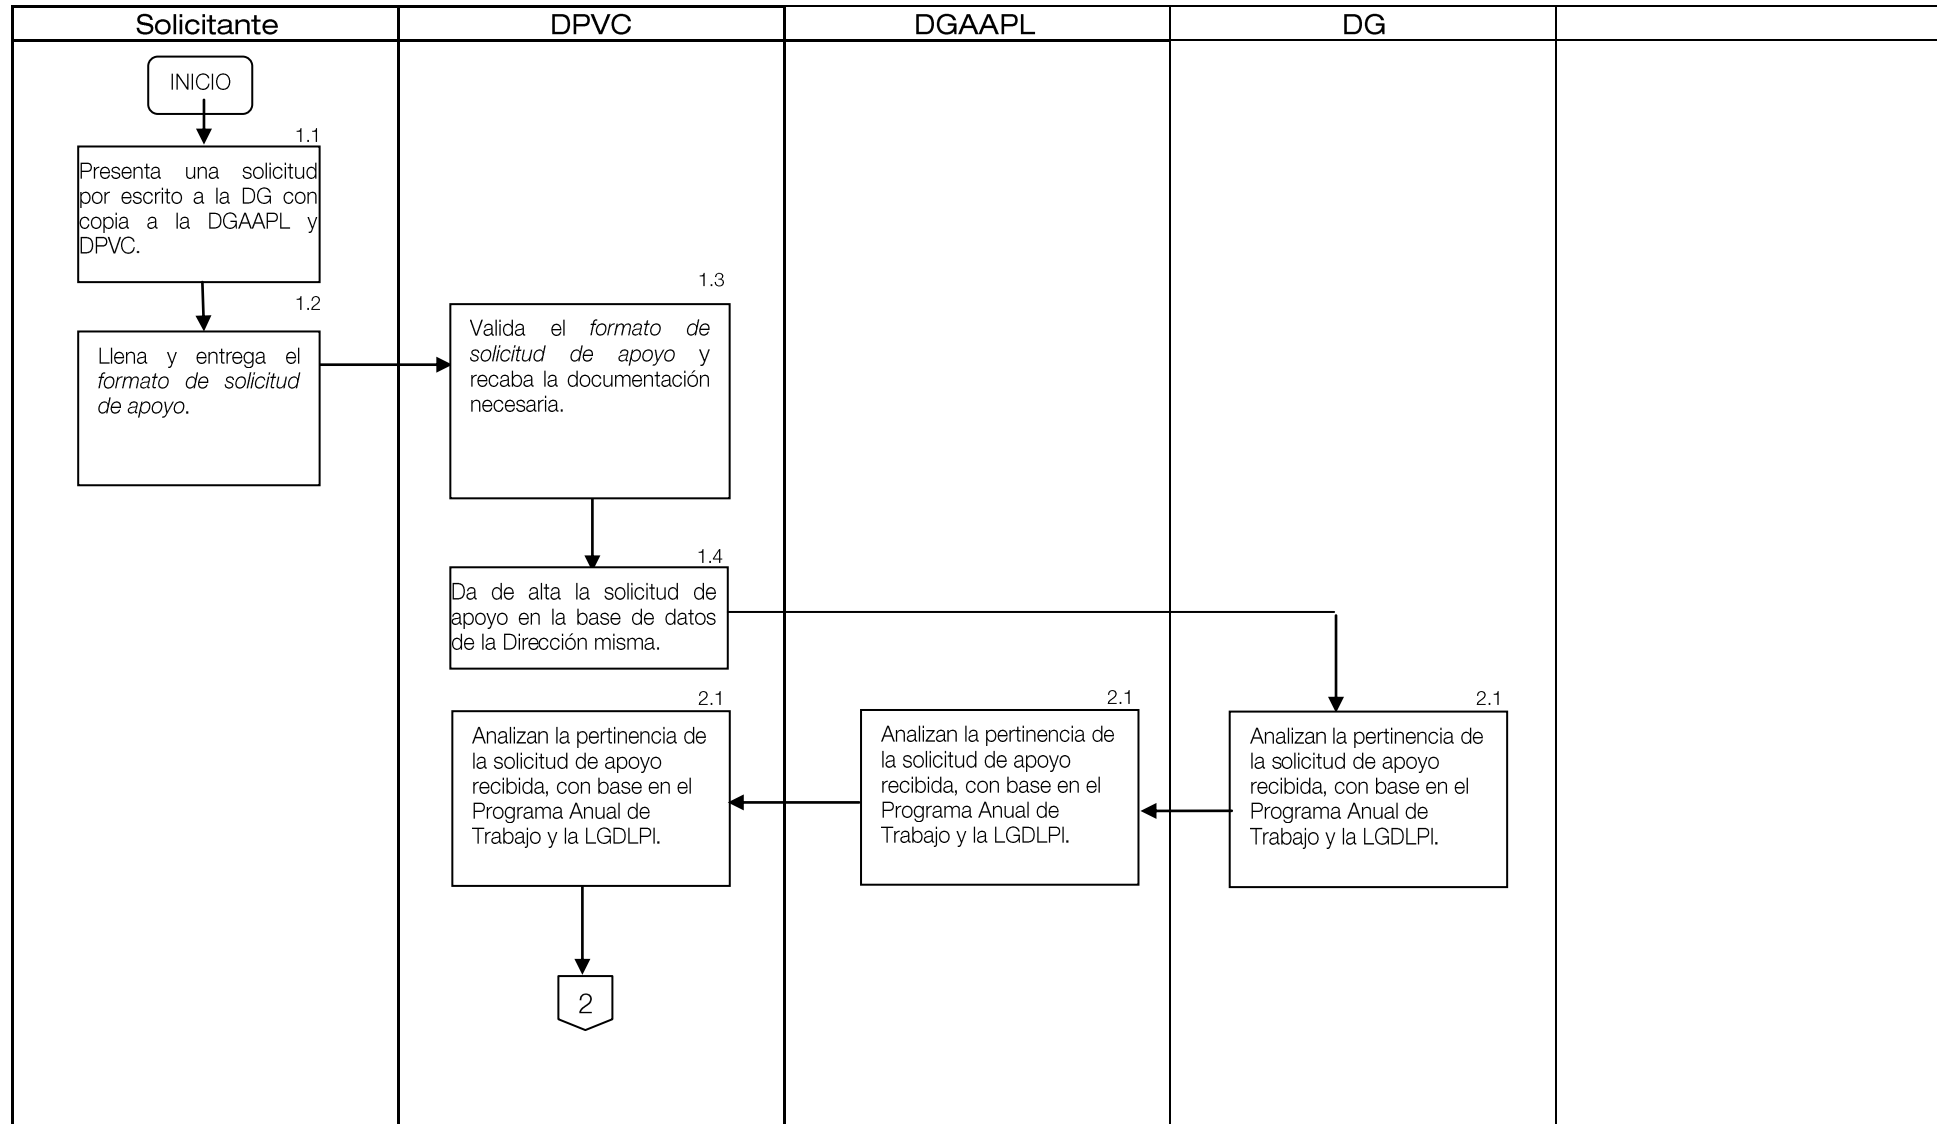 Solicitante
DPVC
DGAAPL
DG
INICIO
1.1
Presenta una solicitud
por escrito a la DG con
copia a la DGAAPL y
DPVC.
1.2
Llena y entrega el
formato de solicitud
de apoyo.
1.3
Valida el formato de
solicitud de apoyo y
recaba la documentación
necesaria.
1.4
Da de alta la solicitud de
apoyo en la base de datos
de la Dirección misma.
2.1
Analizan la pertinencia de
la solicitud de apoyo
recibida, con base en el
Programa Anual de
Trabajo y la LGDLPI.
2.1
Analizan la pertinencia de
la solicitud de apoyo
recibida, con base en el
Programa Anual de
Trabajo y la LGDLPI.
2.1
Analizan la pertinencia de
la solicitud de apoyo
recibida, con base en el
Programa Anual de
Trabajo y la LGDLPI.
2